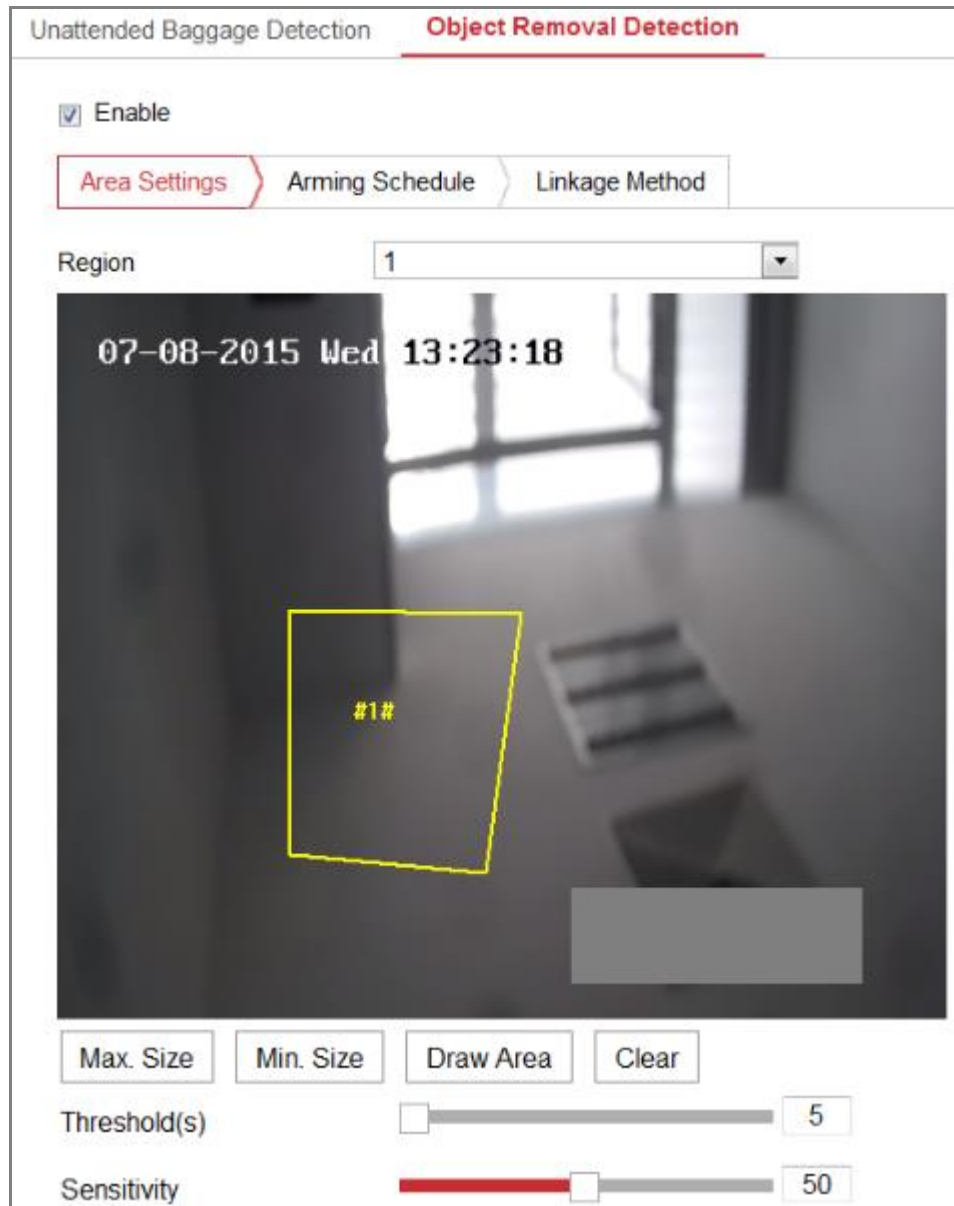 Unattended Baggage Detection Object Removal Detection
Enable
Area Settings Arming Schedule Linkage Method
Region 1
07-08-2015 Wed 13:23:18
#1#
Max. Size Min. Size Draw Area Clear
Threshold(s) 5
Sensitivity 50